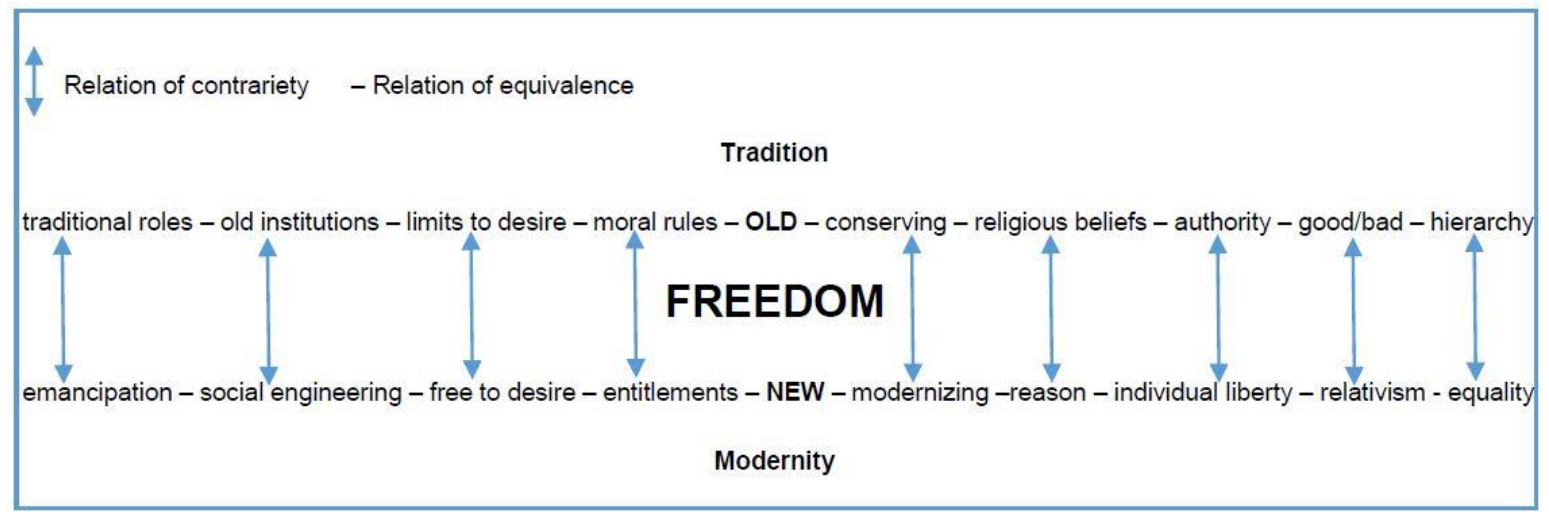 Relation of contrariety – Relation of equivalence
Tradition
traditional roles – old institutions – limits to desire – moral rules – OLD – conserving – religious beliefs – authority – good/bad – hierarchy
FREEDOM
emancipation – social engineering – free to desire – entitlements – NEW – modernizing –reason – individual liberty – relativism - equality
Modernity